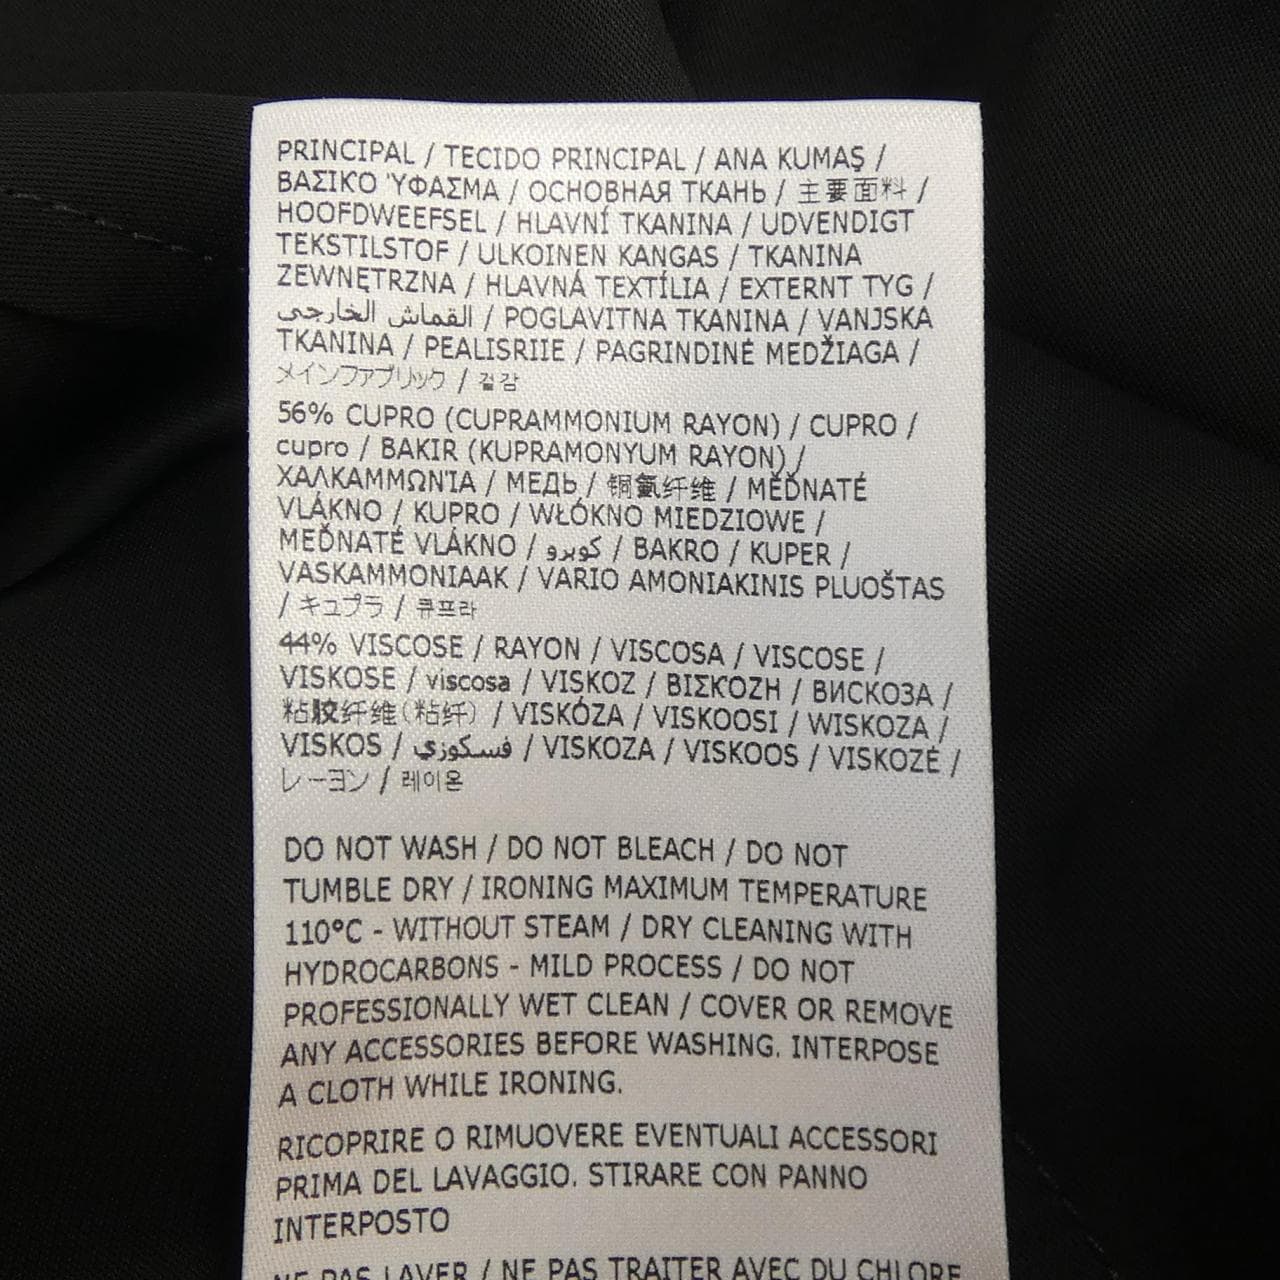 PRINCIPAL / TECIDO PRINCIPAL / ANA KUMAŞ /
ΒΑΣΙΚΌ ΎΦΑΣΜΑ / ОСНОВНАЯ ТКАНЬ / 主要面料 /
HOOFDWEEFSEL / HLAVNÍ TKANINA / UDVENDIGT
TEKSTILSTOF / ULKOINEN KANGAS / TKANINA
ZEWNĘTRZNA / HLAVNÁ TEXTÍLIA / EXTERNT TYG /
القماش الخارجي / POGLAVITNA TKANINA / VANJSKA
TKANINA / PEALISRIIE / PAGRINDINĖ MEDŽIAGA /
メインファブリック / 겉감
56% CUPRO (CUPRAMMONIUM RAYON) / CUPRO /
cupro / BAKIR (KUPRAMONYUM RAYON) /
ΧΑΛΚΑΜΜΩΝΊΑ / МЕДЬ / 铜氨纤维 / MĚĎNATÉ
VLÁKNO / KUPRO / WŁÓKNO MIEDZIOWE /
MEĎNATÉ VLÁKNO / كوبرو / BAKRO / KUPER /
VASKAMMONIAAK / VARIO AMONIAKINIS PLUOŠTAS
/ キュプラ / 큐프라
44% VISCOSE / RAYON / VISCOSA / VISCOSE /
VISKOSE / viscosa / VISKOZ / ΒΙΣΚΌΖΗ / ВИСКОЗА /
粘胶纤维(粘纤) / VISKÓZA / VISKOOSI / WISKOZA /
VISKOS / فسكوزي / VISKOZA / VISKOOS / VISKOZĖ /
レーヨン / 레이온
DO NOT WASH / DO NOT BLEACH / DO NOT
TUMBLE DRY / IRONING MAXIMUM TEMPERATURE
110°C - WITHOUT STEAM / DRY CLEANING WITH
HYDROCARBONS - MILD PROCESS / DO NOT
PROFESSIONALLY WET CLEAN / COVER OR REMOVE
ANY ACCESSORIES BEFORE WASHING. INTERPOSE
A CLOTH WHILE IRONING.
RICOPRIRE O RIMUOVERE EVENTUALI ACCESSORI
PRIMA DEL LAVAGGIO. STIRARE CON PANNO
INTERPOSTO
NE PAS LAVER / NE PAS TRAITER AVEC DU CHLORE